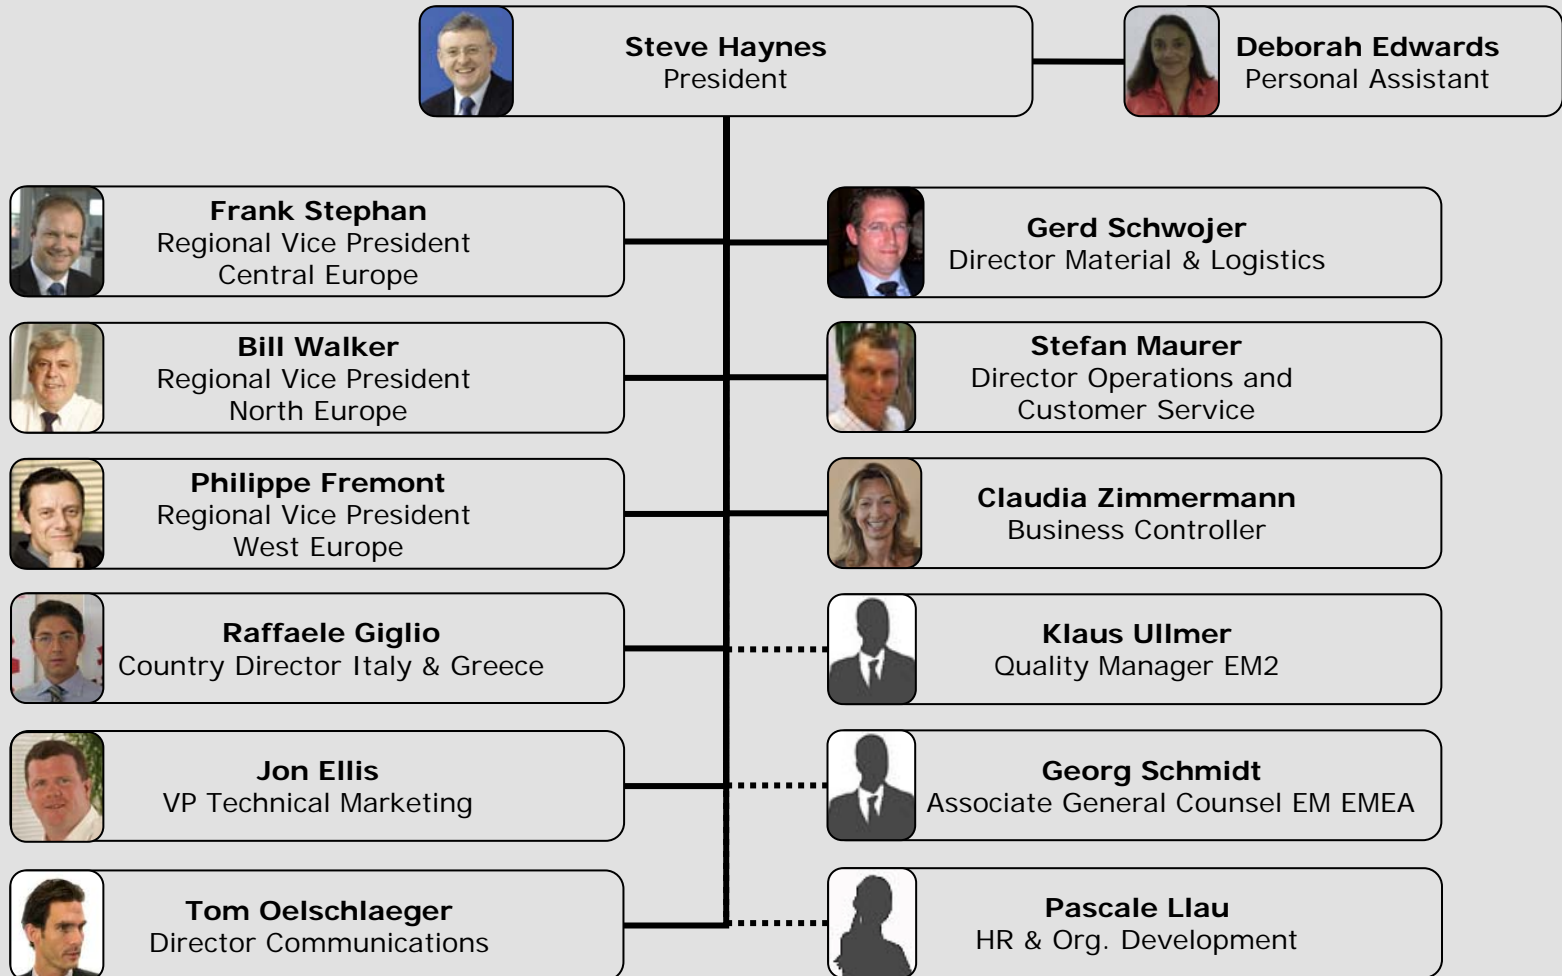 Steve Haynes
President
Deborah Edwards
Personal Assistant
Frank Stephan
Regional Vice President
Central Europe
Gerd Schwojer
Director Material & Logistics
Bill Walker
Regional Vice President
North Europe
Stefan Maurer
Director Operations and
Customer Service
Philippe Fremont
Regional Vice President
West Europe
Claudia Zimmermann
Business Controller
Raffaele Giglio
Country Director Italy & Greece
Klaus Ullmer
Quality Manager EM2
Jon Ellis
VP Technical Marketing
Georg Schmidt
Associate General Counsel EM EMEA
Tom Oelschlaeger
Director Communications
Pascale Llau
HR & Org. Development